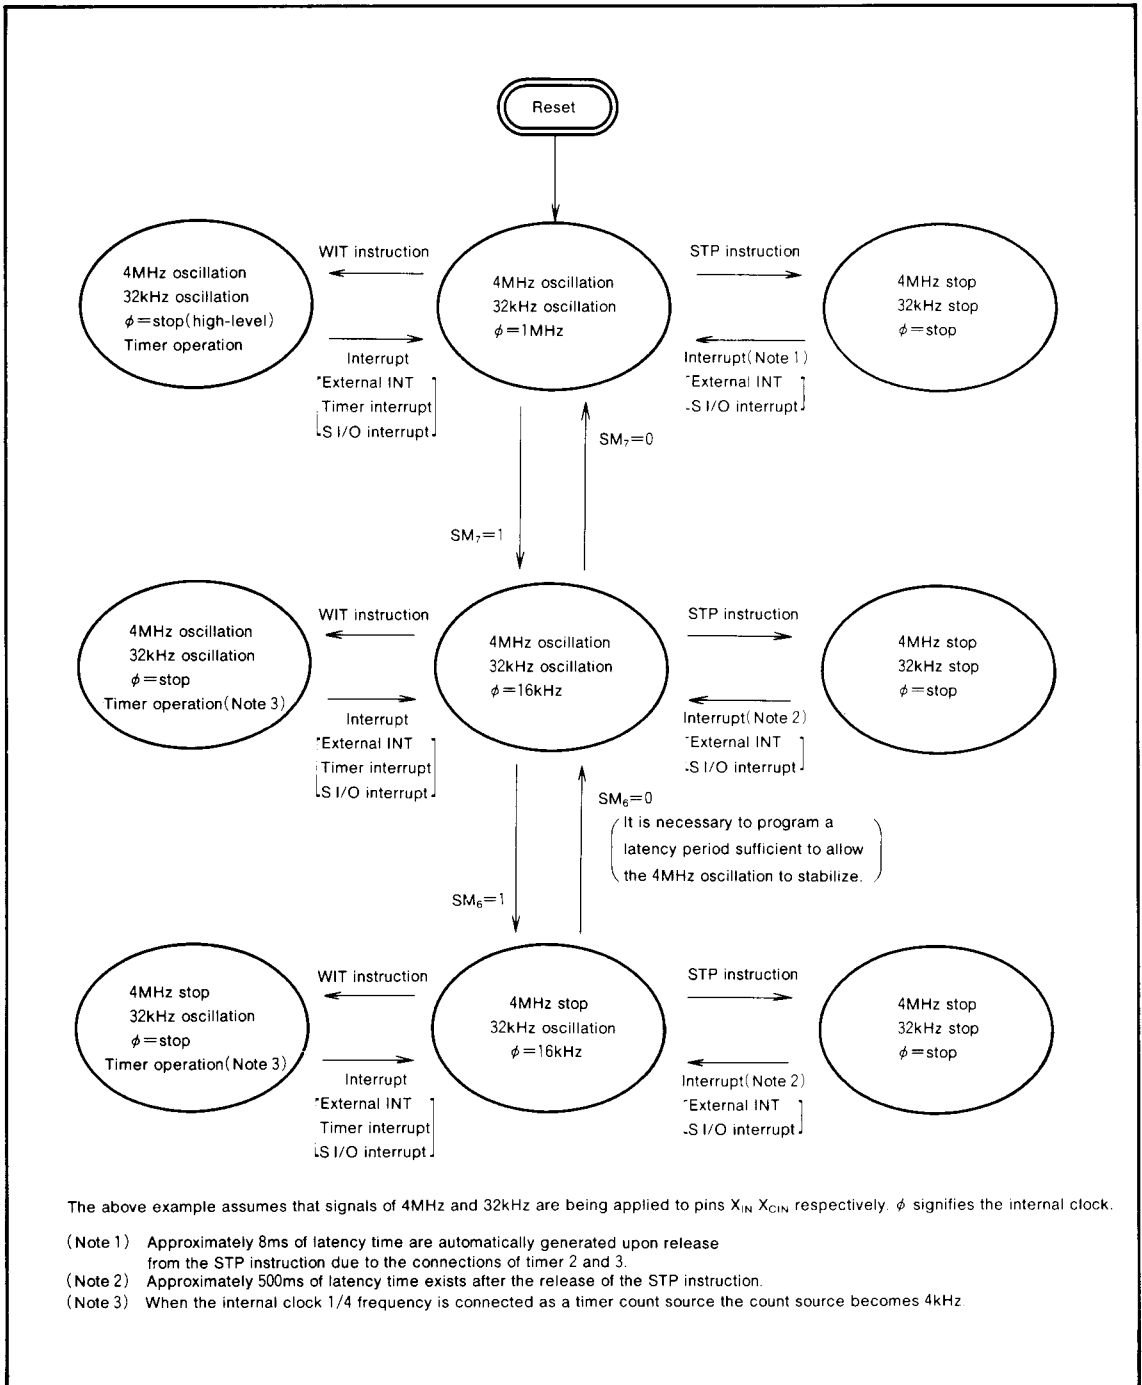 Reset
WIT instruction
STP instruction
4MHz oscillation
32kHz oscillation
φ=stop(high-level)
Timer operation
4MHz oscillation
32kHz oscillation
φ=1MHz
4MHz stop
32kHz stop
φ=stop
Interrupt
External INT
Timer interrupt
S I/O interrupt
Interrupt(Note 1)
External INT
S I/O interrupt
SM₇=0
SM₇=1
WIT instruction
STP instruction
4MHz oscillation
32kHz oscillation
φ=stop
Timer operation(Note 3)
4MHz oscillation
32kHz oscillation
φ=16kHz
4MHz stop
32kHz stop
φ=stop
Interrupt
External INT
Timer interrupt
S I/O interrupt
Interrupt(Note 2)
External INT
S I/O interrupt
SM₆=0
(It is necessary to program a
latency period sufficient to allow
the 4MHz oscillation to stabilize.)
SM₆=1
WIT instruction
STP instruction
4MHz stop
32kHz oscillation
φ=stop
Timer operation(Note 3)
4MHz stop
32kHz oscillation
φ=16kHz
4MHz stop
32kHz stop
φ=stop
Interrupt
External INT
Timer interrupt
S I/O interrupt
Interrupt(Note 2)
External INT
S I/O interrupt
The above example assumes that signals of 4MHz and 32kHz are being applied to pins X_IN X_CIN respectively. φ signifies the internal clock.
(Note 1) Approximately 8ms of latency time are automatically generated upon release
from the STP instruction due to the connections of timer 2 and 3.
(Note 2) Approximately 500ms of latency time exists after the release of the STP instruction.
(Note 3) When the internal clock 1/4 frequency is connected as a timer count source the count source becomes 4kHz.